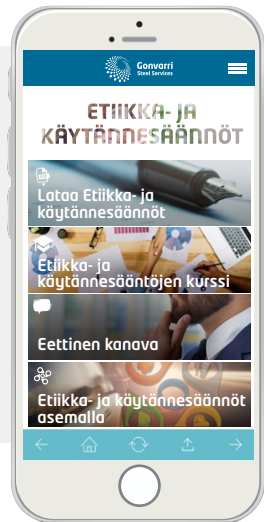 Gonvarri
Steel Services
ETIIKKA- JA
KÄYTÄNNESÄÄNNÖT
Lataa Etiikka- ja
käytännesäännöt
Etiikka- ja
käytännesääntöjen kurssi
Eettinen kanava
Etiikka- ja käytännesäännöt
asemalla